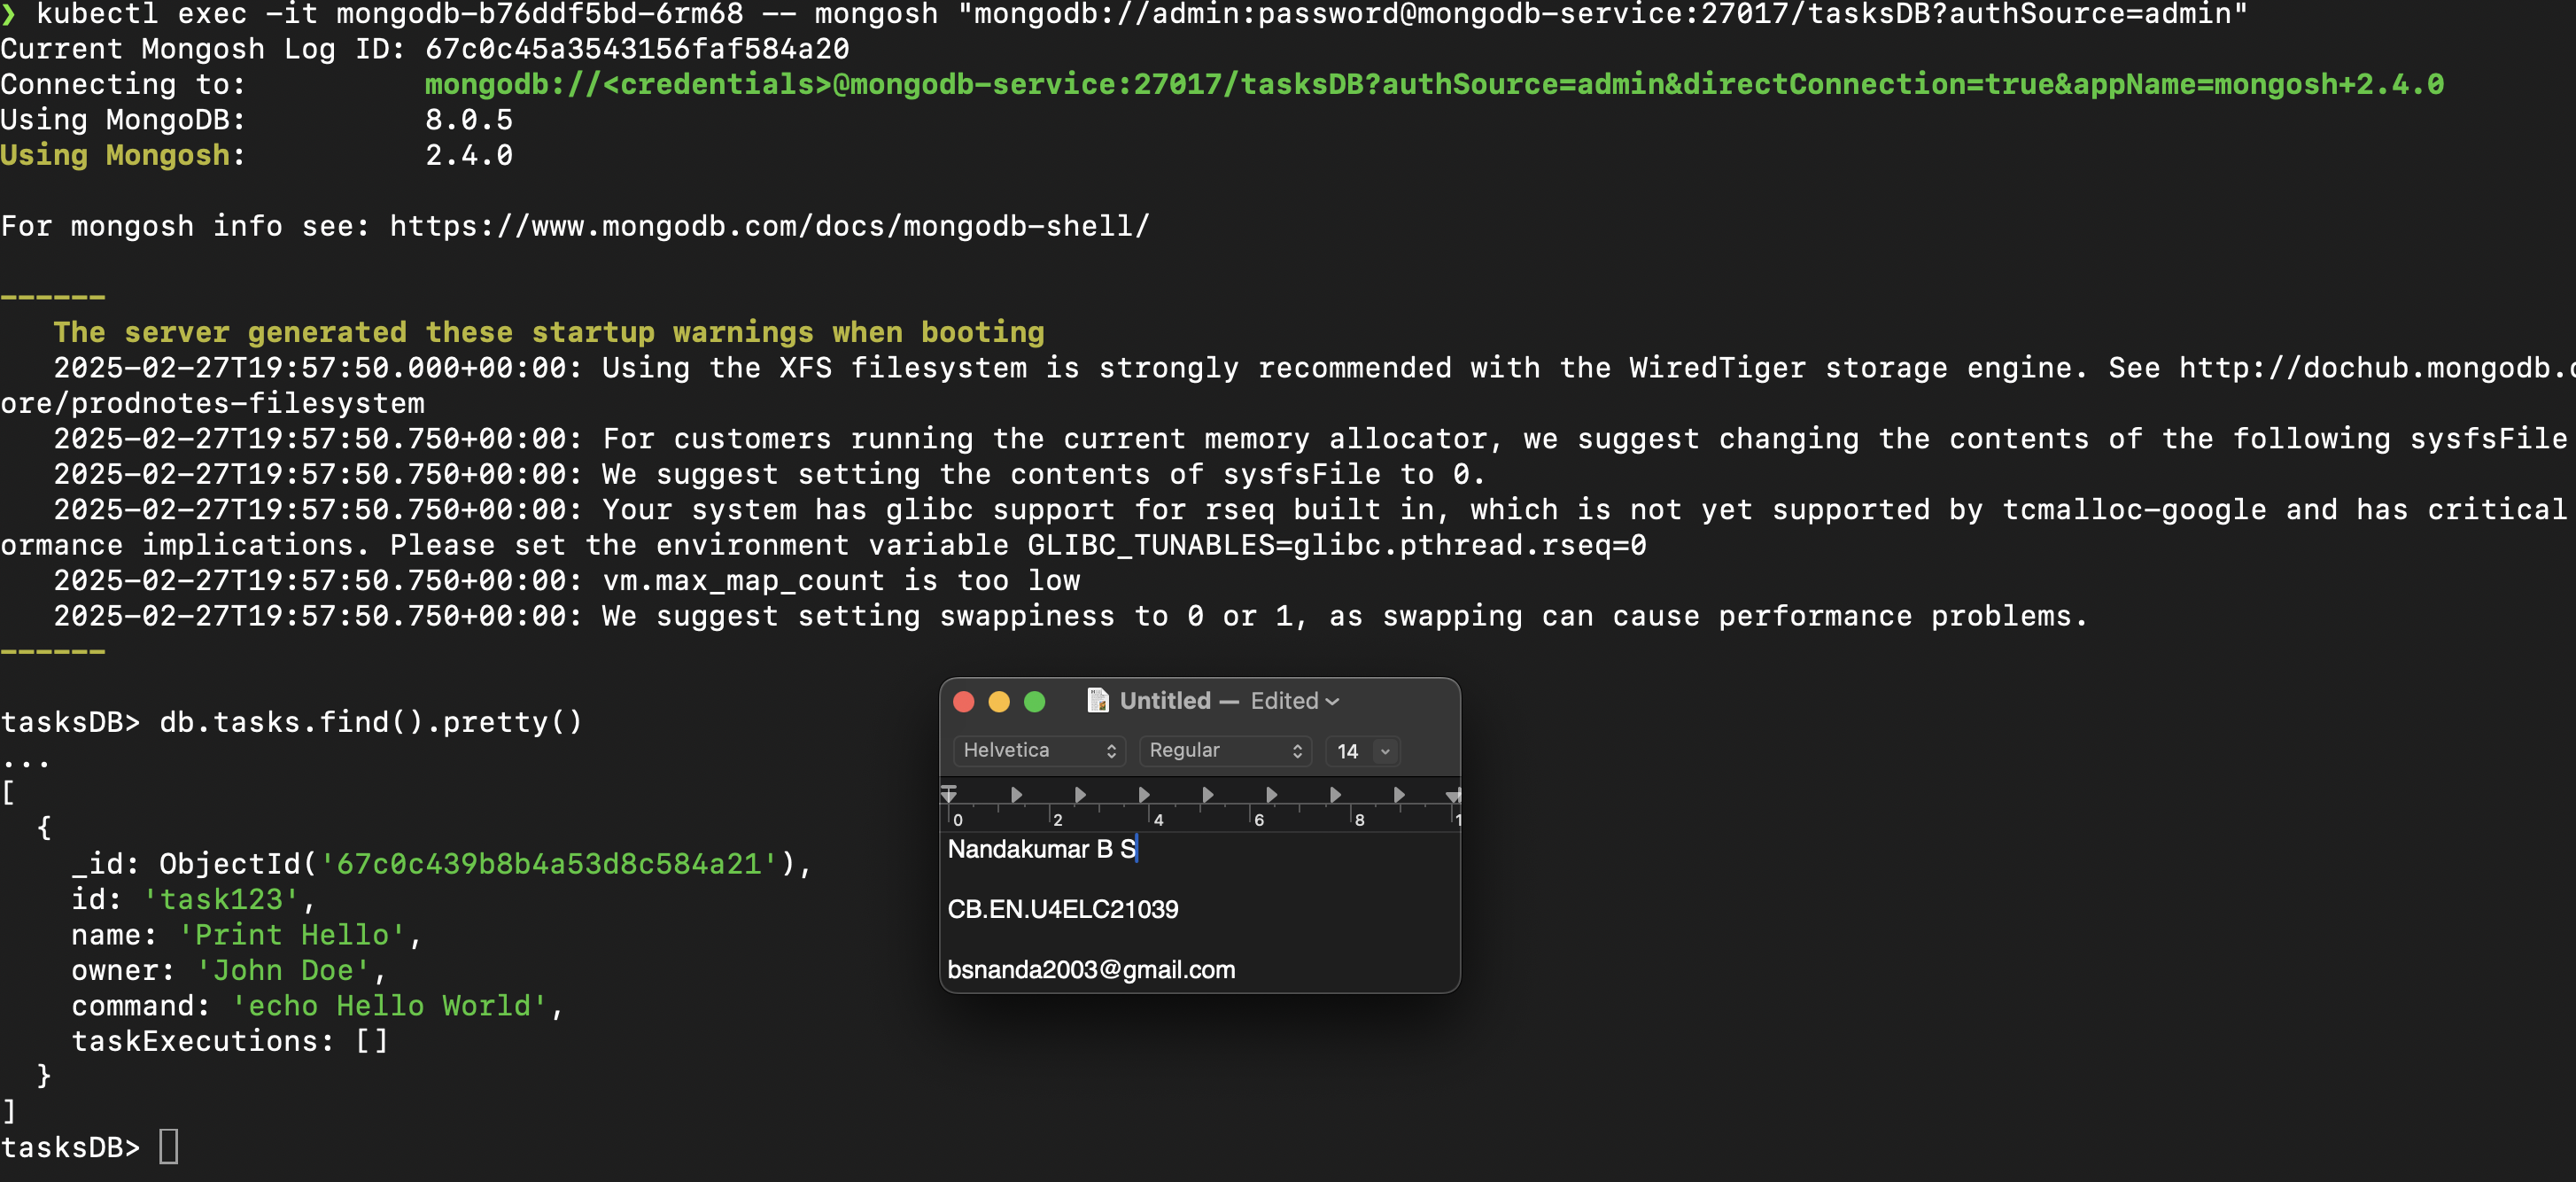 ❯ kubectl exec -it mongodb-b76ddf5bd-6rm68 -- mongosh "mongodb://admin:password@mongodb-service:27017/tasksDB?authSource=admin"
Current Mongosh Log ID: 67c0c45a3543156faf584a20
Connecting to: mongodb://<credentials>@mongodb-service:27017/tasksDB?authSource=admin&directConnection=true&appName=mongosh+2.4.0
Using MongoDB: 8.0.5
Using Mongosh: 2.4.0
For mongosh info see: https://www.mongodb.com/docs/mongodb-shell/
------
The server generated these startup warnings when booting
2025-02-27T19:57:50.000+00:00: Using the XFS filesystem is strongly recommended with the WiredTiger storage engine. See http://dochub.mongodb.c
ore/prodnotes-filesystem
2025-02-27T19:57:50.750+00:00: For customers running the current memory allocator, we suggest changing the contents of the following sysfsFile
2025-02-27T19:57:50.750+00:00: We suggest setting the contents of sysfsFile to 0.
2025-02-27T19:57:50.750+00:00: Your system has glibc support for rseq built in, which is not yet supported by tcmalloc-google and has critical
ormance implications. Please set the environment variable GLIBC_TUNABLES=glibc.pthread.rseq=0
2025-02-27T19:57:50.750+00:00: vm.max_map_count is too low
2025-02-27T19:57:50.750+00:00: We suggest setting swappiness to 0 or 1, as swapping can cause performance problems.
------
tasksDB> db.tasks.find().pretty()
...
[
{
_id: ObjectId('67c0c439b8b4a53d8c584a21'),
id: 'task123',
name: 'Print Hello',
owner: 'John Doe',
command: 'echo Hello World',
taskExecutions: []
}
]
tasksDB>
Untitled — Edited
Helvetica Regular 14
0 2 4 6 8 1
Nandakumar B S
CB.EN.U4ELC21039
bsnanda2003@gmail.com